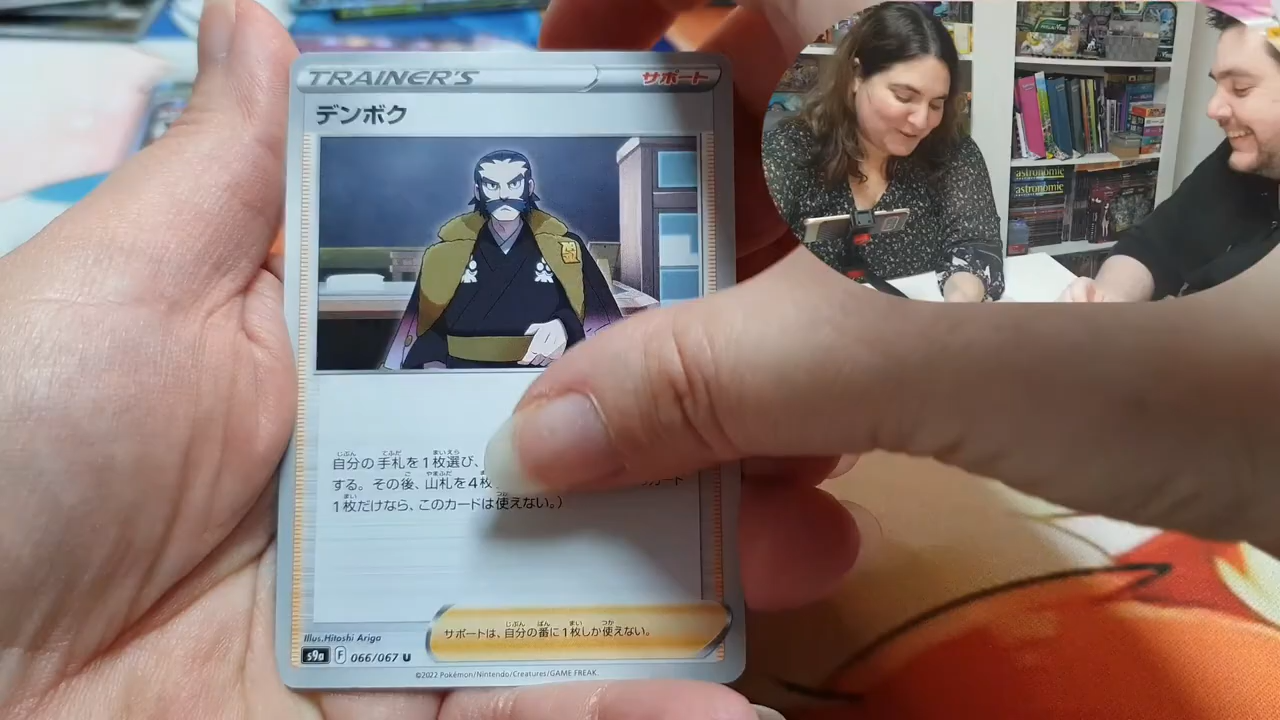 TRAINER'S
サポート
デンボク
自分の手札を1枚選び、
する。その後、山札を4枚
カード
1枚だけなら、このカードは使えない。)
サポートは、自分の番に1枚しか使えない。
Illus. Hitoshi Ariga
s9a F 066/067 U
©2022 Pokémon/Nintendo/Creatures/GAME FREAK.
astronomie
astronomie